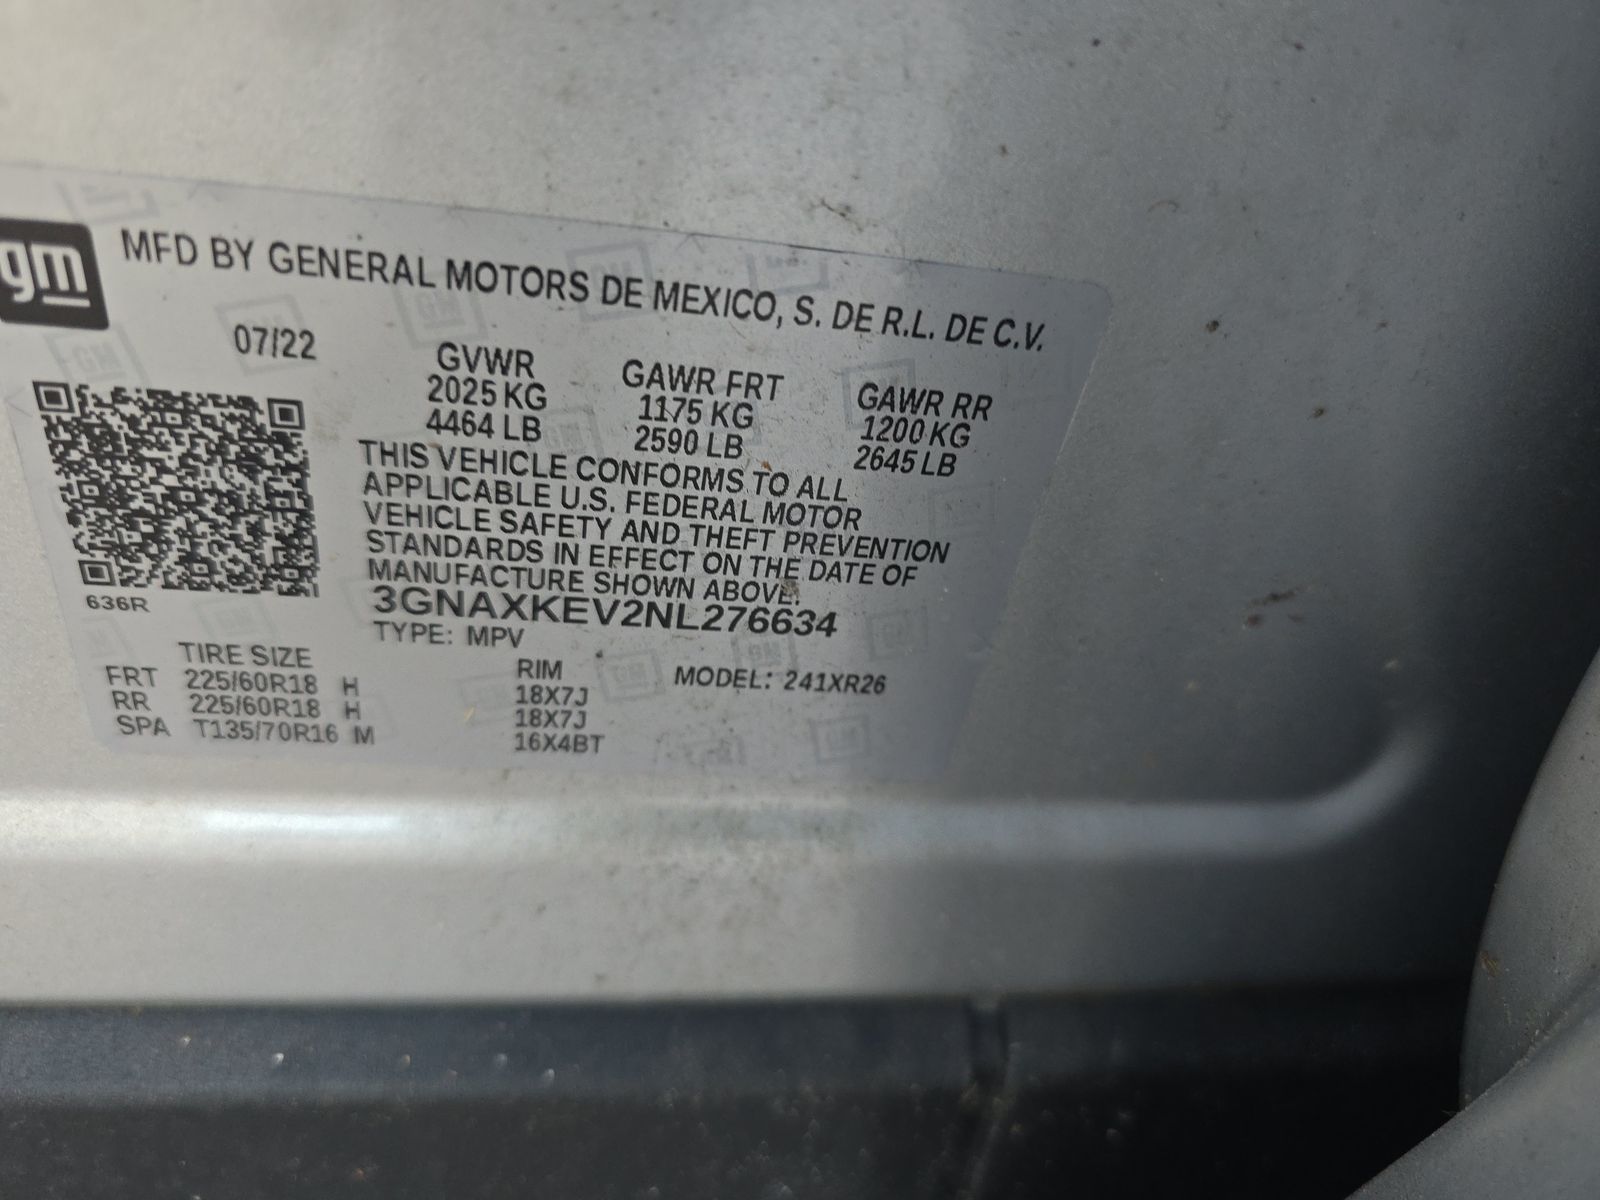 gm
MFD BY GENERAL MOTORS DE MEXICO, S. DE R.L. DE C.V.
07/22
GVWR GAWR FRT GAWR RR
2025 KG 1175 KG 1200 KG
4464 LB 2590 LB 2645 LB
THIS VEHICLE CONFORMS TO ALL
APPLICABLE U.S. FEDERAL MOTOR
VEHICLE SAFETY AND THEFT PREVENTION
STANDARDS IN EFFECT ON THE DATE OF
MANUFACTURE SHOWN ABOVE.
3GNAXKEV2NL276634
636R
TYPE: MPV
TIRE SIZE RIM MODEL: 241XR26
FRT 225/60R18 H 18X7J
RR 225/60R18 H 18X7J
SPA T135/70R16 M 16X4BT